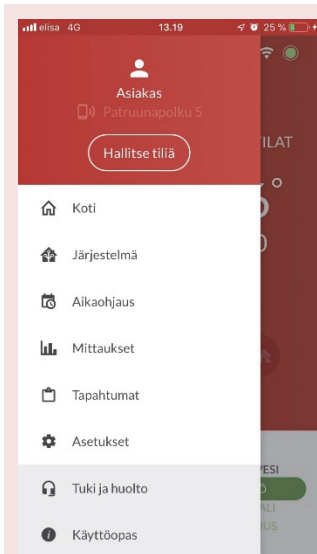 elisa 4G 13.19 25 %
Asiakas
Patruunapolku 5
Hallitse tiliä
ILAT
Koti
Järjestelmä
Aikaohjaus
Mittaukset
Tapahtumat
Asetukset
VESI
Tuki ja huolto
ALI
Käyttöopas